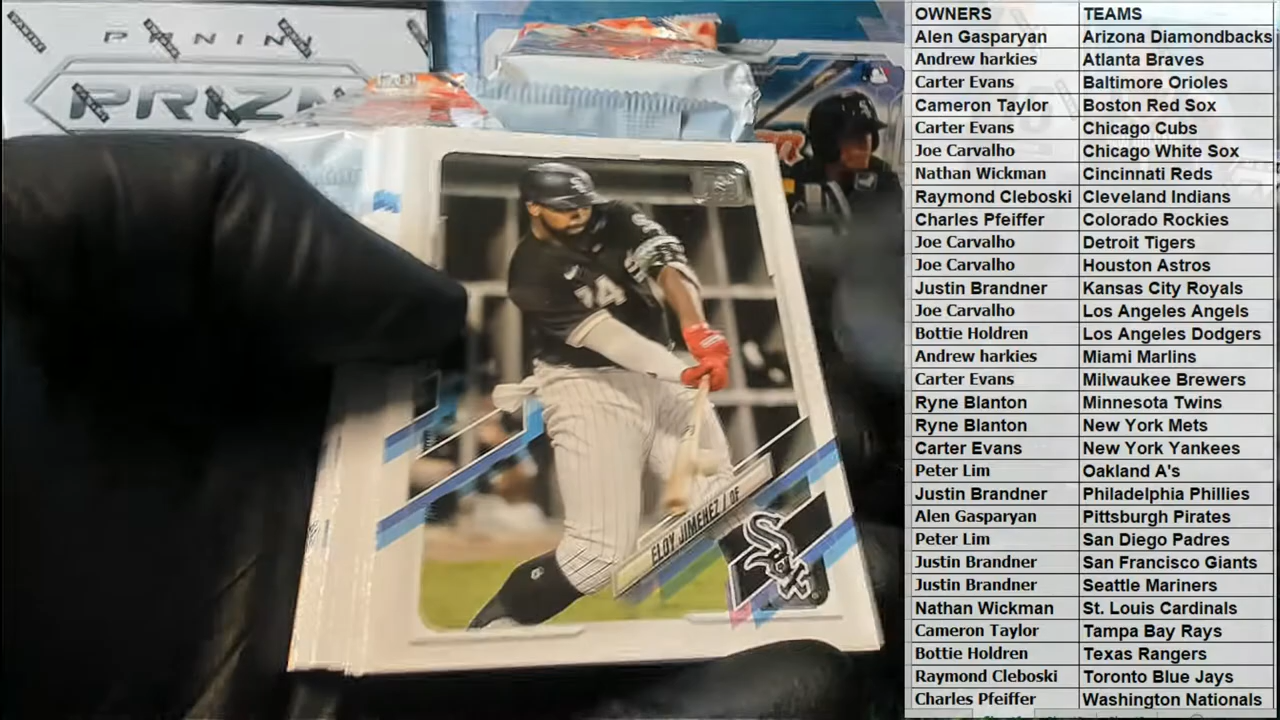 PANINI
PRIZM
14
ELOY JIMENEZ / OF
Sox
OWNERS TEAMS
Alen Gasparyan Arizona Diamondbacks
Andrew harkies Atlanta Braves
Carter Evans Baltimore Orioles
Cameron Taylor Boston Red Sox
Carter Evans Chicago Cubs
Joe Carvalho Chicago White Sox
Nathan Wickman Cincinnati Reds
Raymond Cleboski Cleveland Indians
Charles Pfeiffer Colorado Rockies
Joe Carvalho Detroit Tigers
Joe Carvalho Houston Astros
Justin Brandner Kansas City Royals
Joe Carvalho Los Angeles Angels
Bottie Holdren Los Angeles Dodgers
Andrew harkies Miami Marlins
Carter Evans Milwaukee Brewers
Ryne Blanton Minnesota Twins
Ryne Blanton New York Mets
Carter Evans New York Yankees
Peter Lim Oakland A's
Justin Brandner Philadelphia Phillies
Alen Gasparyan Pittsburgh Pirates
Peter Lim San Diego Padres
Justin Brandner San Francisco Giants
Justin Brandner Seattle Mariners
Nathan Wickman St. Louis Cardinals
Cameron Taylor Tampa Bay Rays
Bottie Holdren Texas Rangers
Raymond Cleboski Toronto Blue Jays
Charles Pfeiffer Washington Nationals